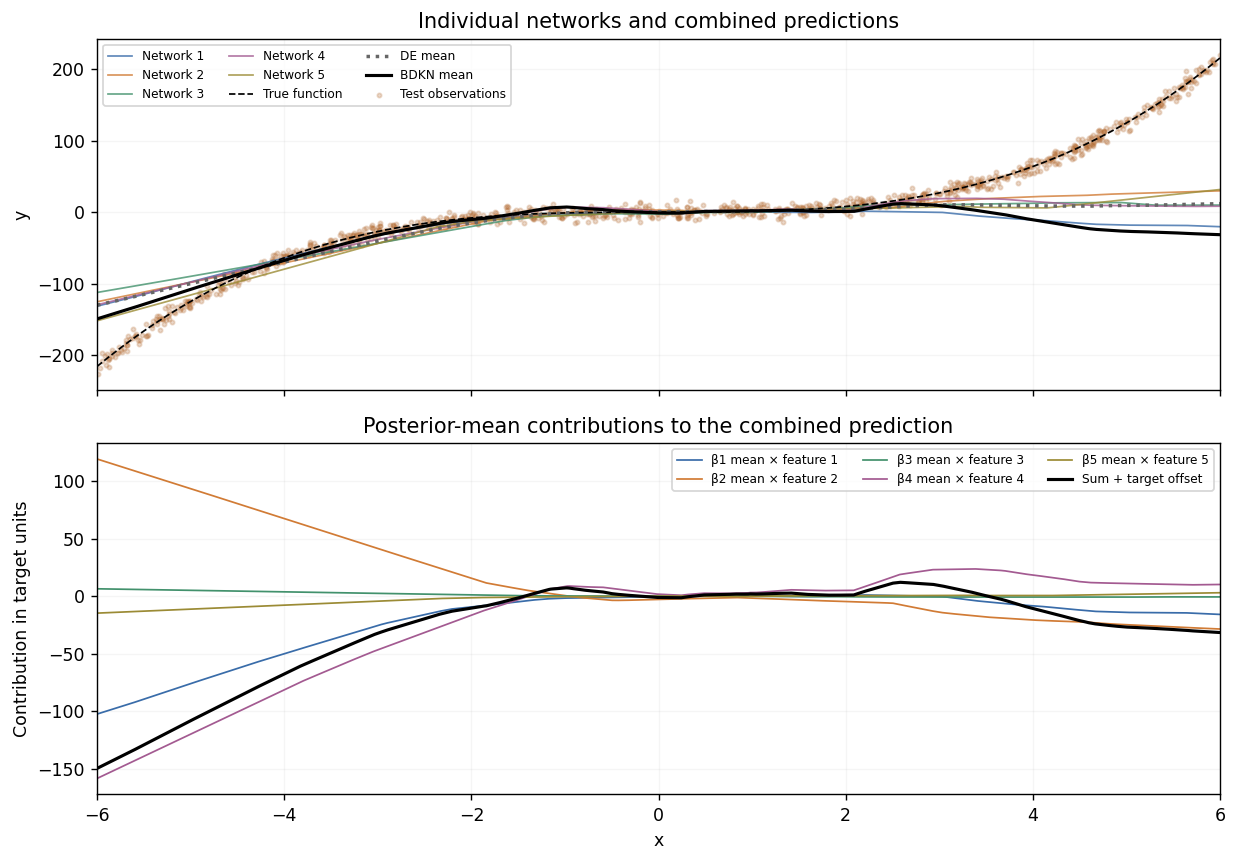 Individual networks and combined predictions
Network 1
Network 2
Network 3
Network 4
Network 5
True function
DE mean
BDKN mean
Test observations
200
100
0
−100
−200
y
Posterior-mean contributions to the combined prediction
β1 mean × feature 1
β2 mean × feature 2
β3 mean × feature 3
β4 mean × feature 4
β5 mean × feature 5
Sum + target offset
100
50
0
−50
−100
−150
Contribution in target units
−6
−4
−2
0
2
4
6
x